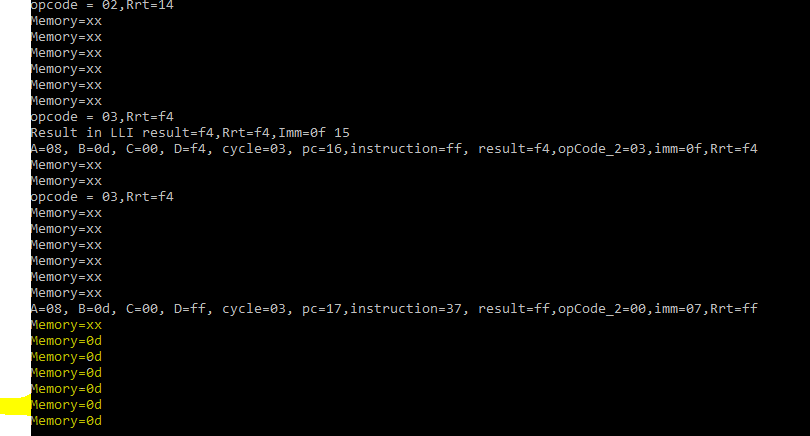 opcode = 02,Rrt=14
Memory=xx
Memory=xx
Memory=xx
Memory=xx
Memory=xx
Memory=xx
opcode = 03,Rrt=f4
Result in LLI result=f4,Rrt=f4,Imm=0f 15
A=08, B=0d, C=00, D=f4, cycle=03, pc=16,instruction=ff, result=f4,opCode_2=03,imm=0f,Rrt=f4
Memory=xx
Memory=xx
opcode = 03,Rrt=f4
Memory=xx
Memory=xx
Memory=xx
Memory=xx
Memory=xx
Memory=xx
A=08, B=0d, C=00, D=ff, cycle=03, pc=17,instruction=37, result=ff,opCode_2=00,imm=07,Rrt=ff
Memory=xx
Memory=0d
Memory=0d
Memory=0d
Memory=0d
Memory=0d
Memory=0d